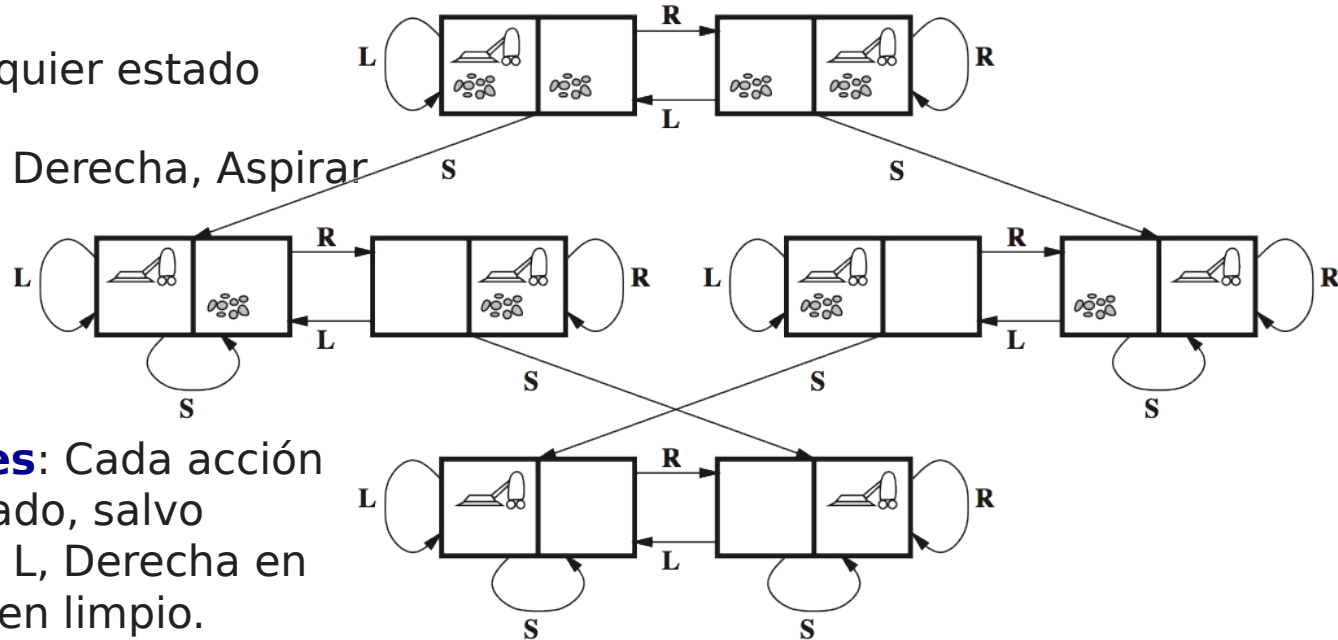 R
L
R
quier estado
L
Derecha, Aspirar
S
S
R
R
L
R
L
R
L
L
S
S
S
S
es: Cada acción
R
L
R
ado, salvo
L, Derecha en
L
en limpio.
S
S